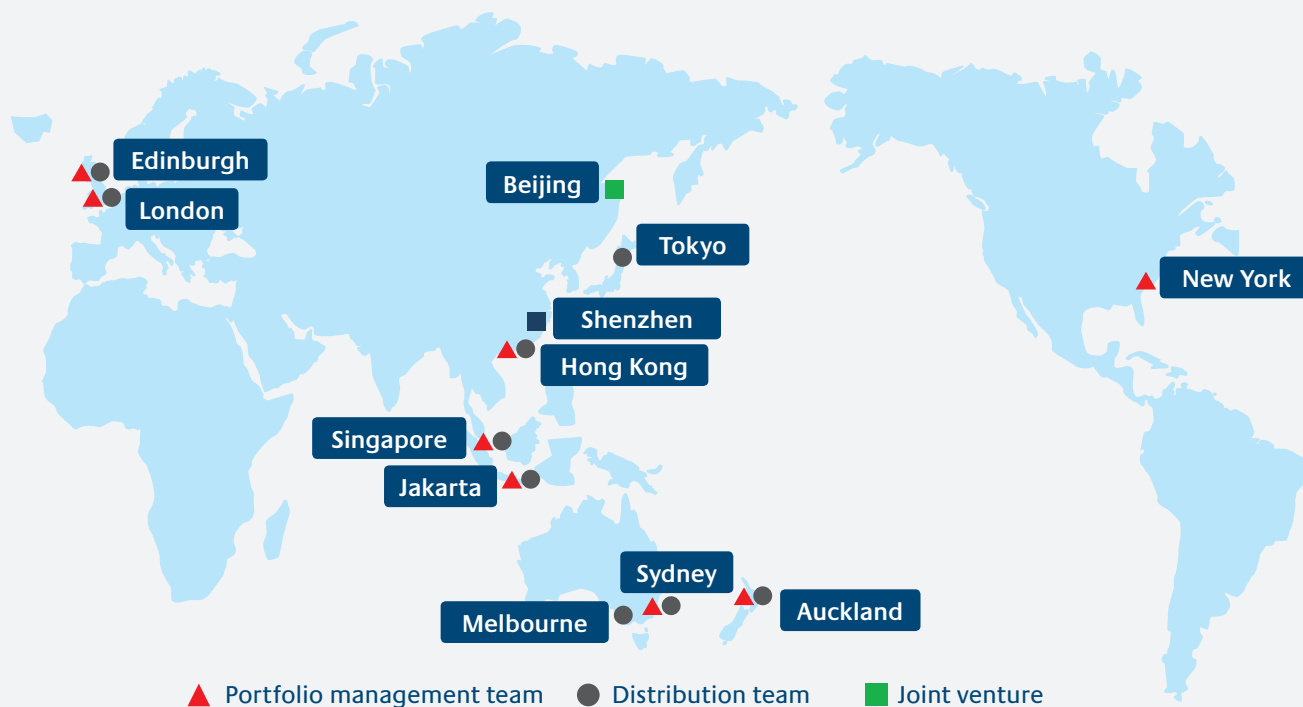 Edinburgh
London
Beijing
Tokyo
New York
Shenzhen
Hong Kong
Singapore
Jakarta
Sydney
Auckland
Melbourne
Portfolio management team
Distribution team
Joint venture